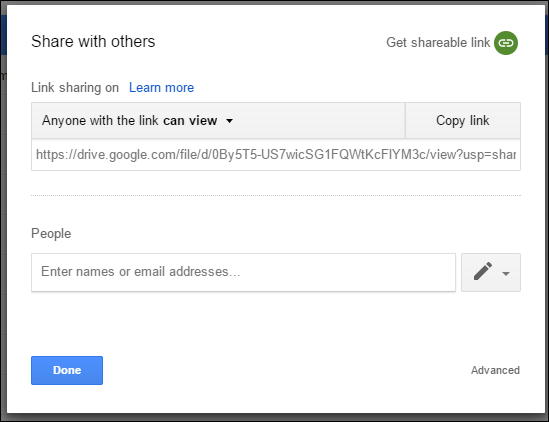 Share with others
Get shareable link
Link sharing on Learn more
Anyone with the link can view
Copy link
https://drive.google.com/file/d/0By5T5-US7wicSG1FQWtKcFlYM3c/view?usp=shar
People
Enter names or email addresses...
Done
Advanced